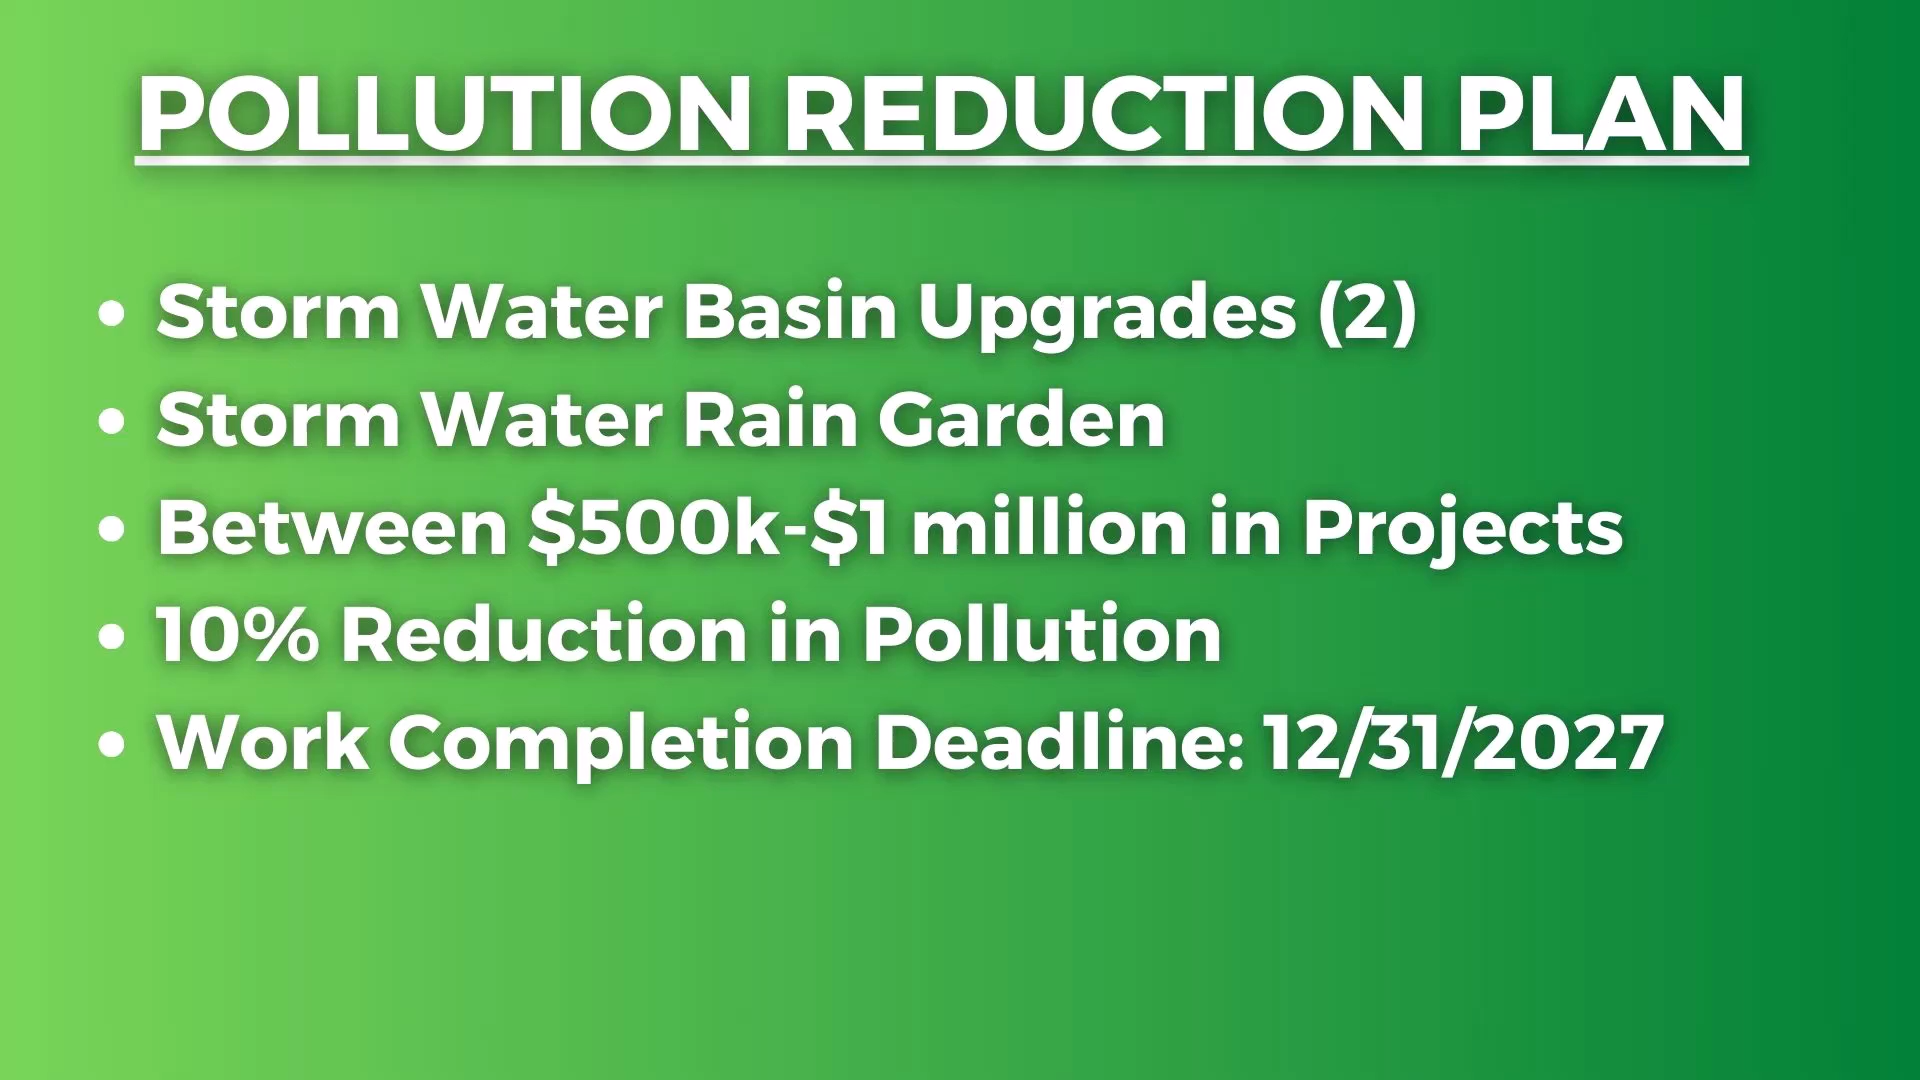 POLLUTION REDUCTION PLAN
• Storm Water Basin Upgrades (2)
• Storm Water Rain Garden
• Between $500k-$1 million in Projects
• 10% Reduction in Pollution
• Work Completion Deadline: 12/31/2027